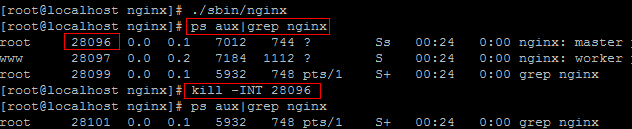 [root@localhost nginx]# ./sbin/nginx
[root@localhost nginx]# ps aux|grep nginx
root 28096 0.0 0.1 7012 744 ? Ss 00:24 0:00 nginx: master
www 28097 0.0 0.2 7184 1112 ? S 00:24 0:00 nginx: worker
root 28099 0.0 0.1 5932 748 pts/1 S+ 00:24 0:00 grep nginx
[root@localhost nginx]# kill -INT 28096
[root@localhost nginx]# ps aux|grep nginx
root 28101 0.0 0.1 5932 748 pts/1 S+ 00:24 0:00 grep nginx